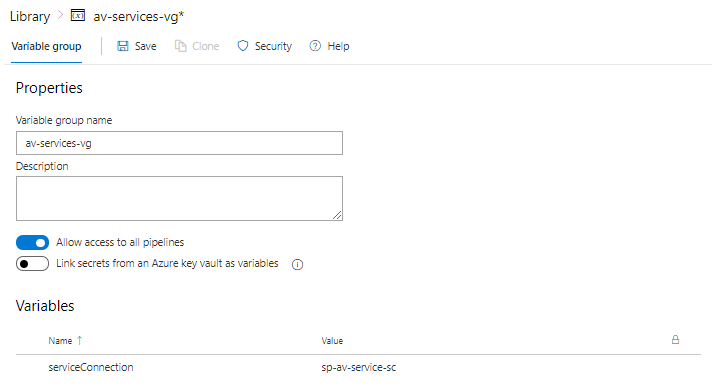 Library > av-services-vg*
Variable group Save Clone Security Help
Properties
Variable group name
av-services-vg
Description
Allow access to all pipelines
Link secrets from an Azure key vault as variables
Variables
Name ↑ Value
serviceConnection sp-av-service-sc